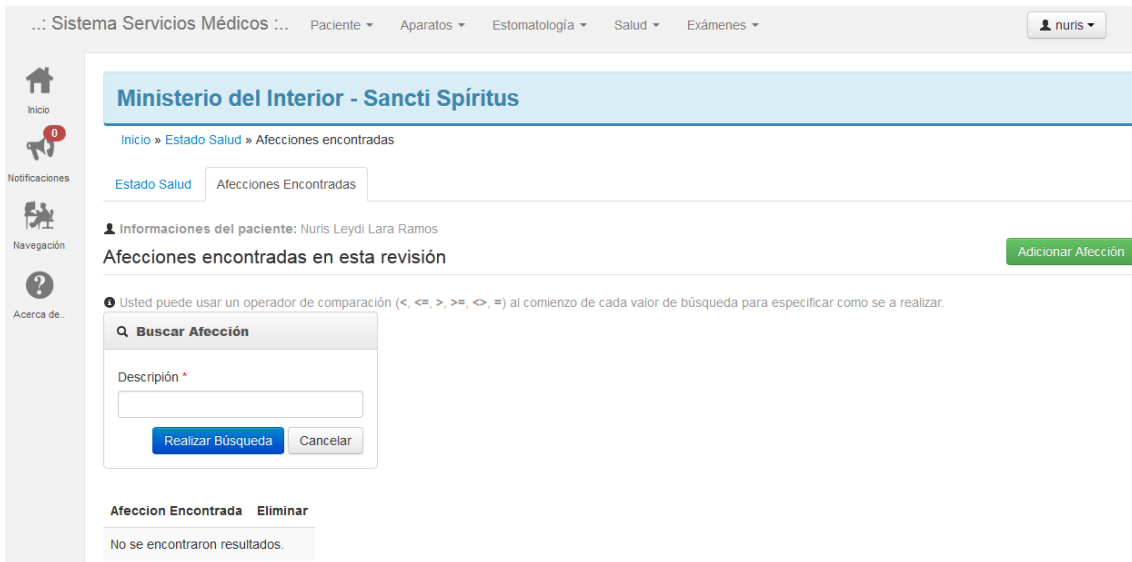 ..: Sistema Servicios Médicos :... Paciente Aparatos Estomatología Salud Exámenes nuris
Inicio
0
Notificaciones
Navegación
Acerca de..
Ministerio del Interior - Sancti Spíritus
Inicio » Estado Salud » Afecciones encontradas
Estado Salud Afecciones Encontradas
Informaciones del paciente: Nuris Leydi Lara Ramos
Afecciones encontradas en esta revisión Adicionar Afección
Usted puede usar un operador de comparación (<, <=, >, >=, <>, =) al comienzo de cada valor de búsqueda para especificar como se a realizar.
Buscar Afección
Descripión *
Realizar Búsqueda Cancelar
Afeccion Encontrada Eliminar
No se encontraron resultados.